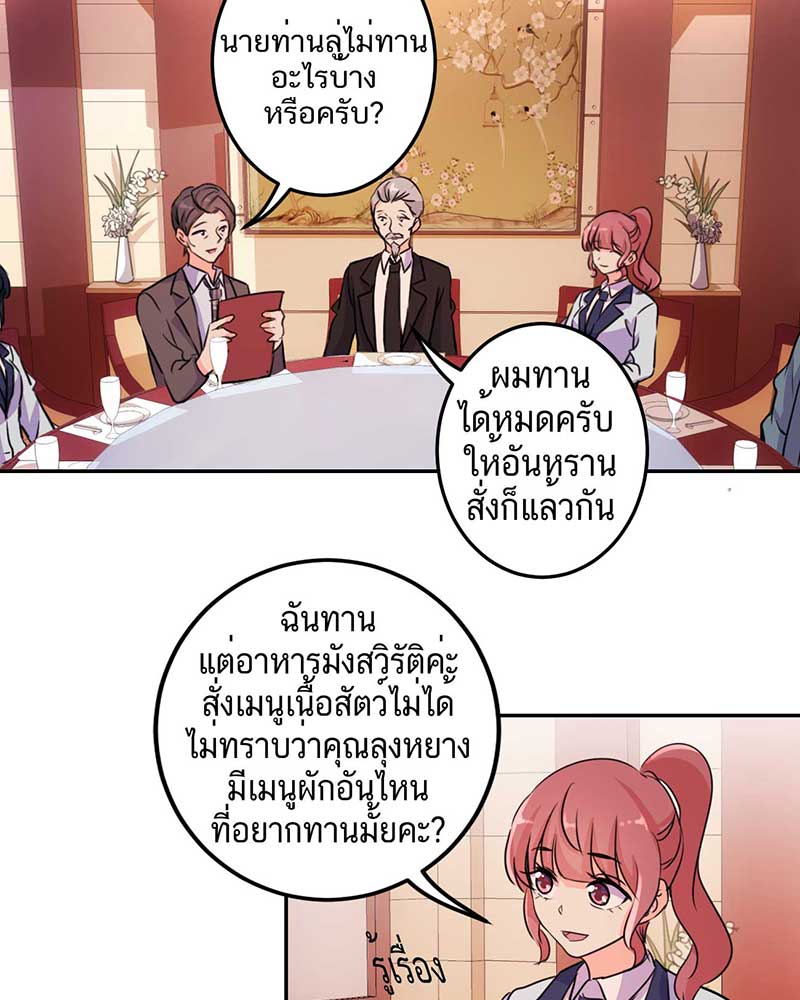 นายท่านลู่ไม่ทาน
อะไรบ้าง
หรือครับ?
ผมทาน
ได้หมดครับ
ให้อันหราน
สั่งก็แล้วกัน
ฉันทาน
แต่อาหารมังสวิรัติค่ะ
สั่งเมนูเนื้อสัตว์ไม่ได้
ไม่ทราบว่าคุณลุงหยาง
มีเมนูผักอันไหน
ที่อยากทานมั้ยคะ?
รู้เรื่อง